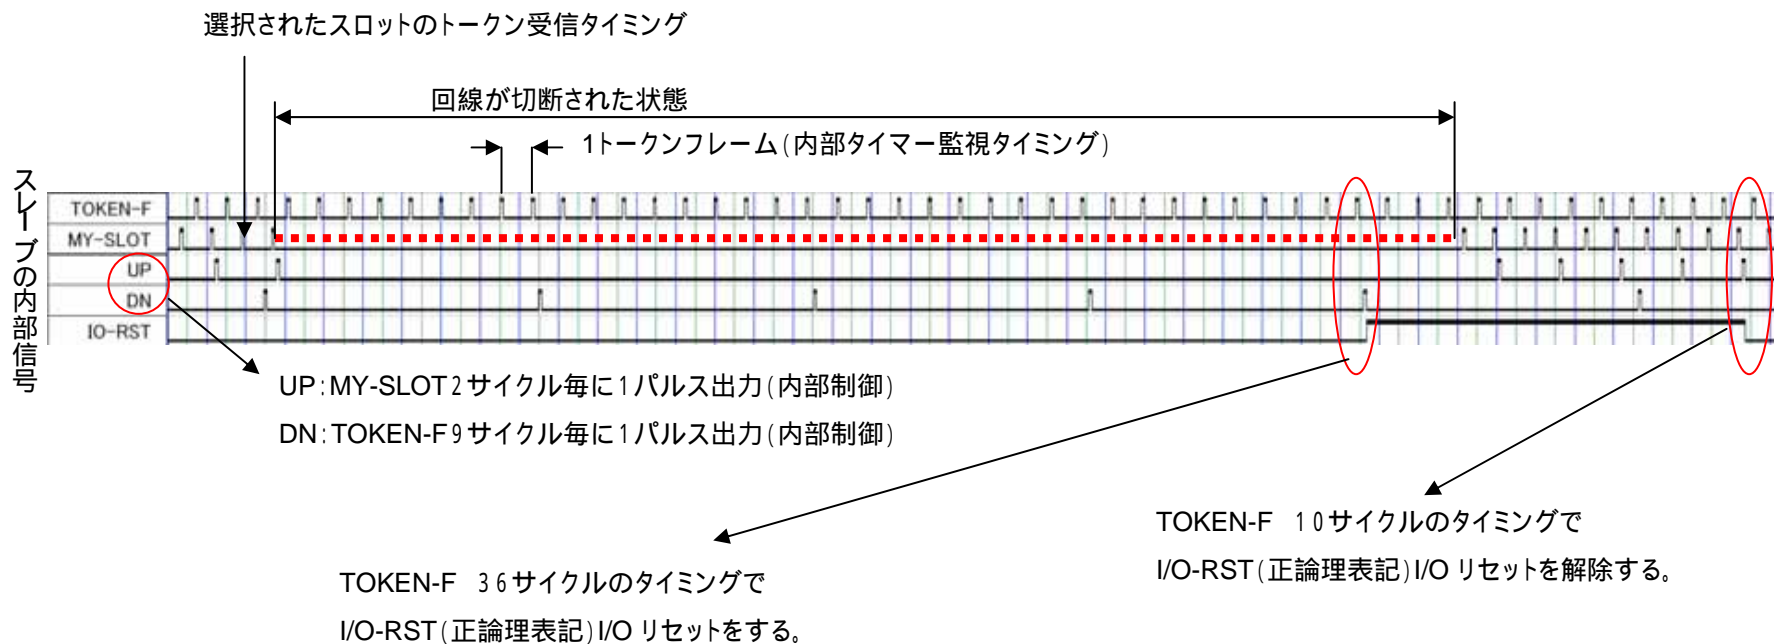 選択されたスロットのトークン受信タイミング
回線が切断された状態
1トークンフレーム(内部タイマー監視タイミング)
スレーブの内部信号
TOKEN-F
MY-SLOT
UP
DN
IO-RST
UP:MY-SLOT2サイクル毎に1パルス出力(内部制御)
DN:TOKEN-F9サイクル毎に1パルス出力(内部制御)
TOKEN-F 36サイクルのタイミングで
I/O-RST(正論理表記)I/Oリセットをする。
TOKEN-F 10サイクルのタイミングで
I/O-RST(正論理表記)I/Oリセットを解除する。